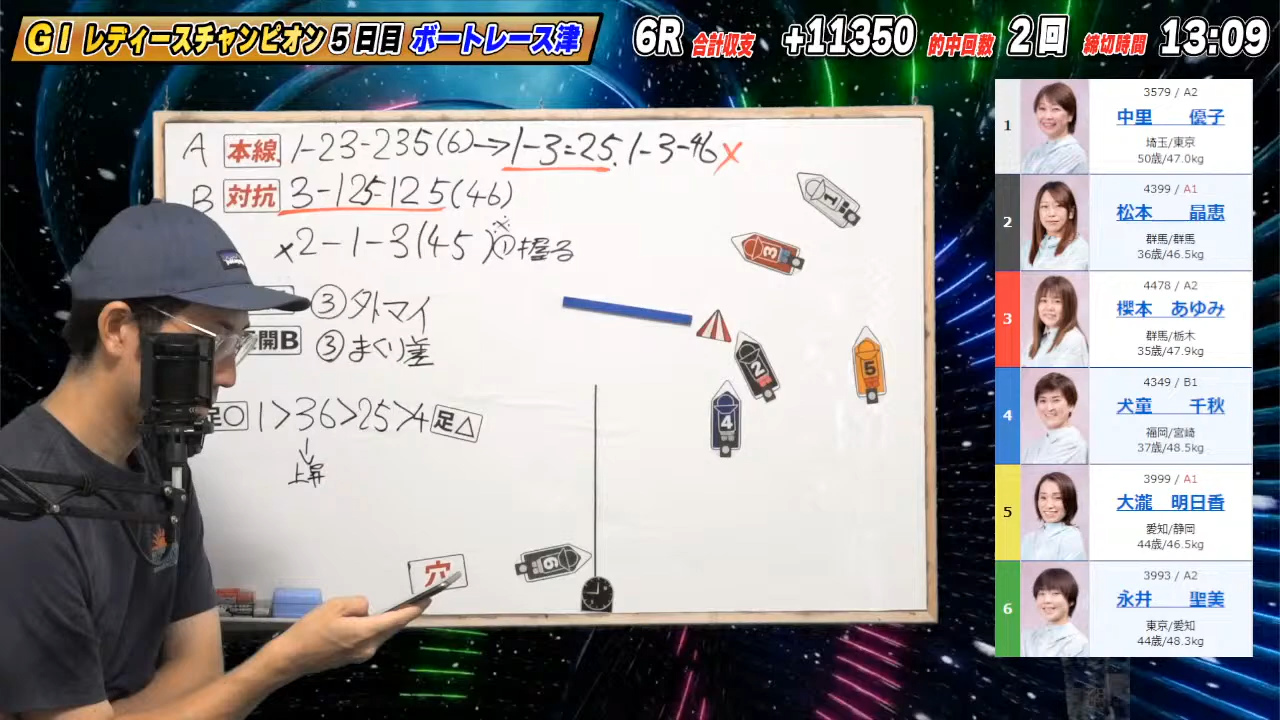 GⅠ レディースチャンピオン5日目 ボートレース津
6R 合計収支 +11350 的中回数 2回 締切時間 13:09
A 本線 1-23-235(6)→1-3=25.1-3-46×
B 対抗 3-125-125(46)
×2-1-3(45)①握る
③外マイ
開B ③まくり差
足○ 1>36>25>4 足△
↓
上昇
穴
1
3
2
5
4
6
1
3579 / A2
中里 優子
埼玉/東京
50歳/47.0kg
2
4399 / A1
松本 晶恵
群馬/群馬
36歳/46.5kg
3
4478 / A2
櫻本 あゆみ
群馬/栃木
35歳/47.9kg
4
4349 / B1
犬童 千秋
福岡/宮崎
37歳/48.5kg
5
3999 / A1
大瀧 明日香
愛知/静岡
44歳/46.5kg
6
3993 / A2
永井 聖美
東京/愛知
44歳/48.3kg